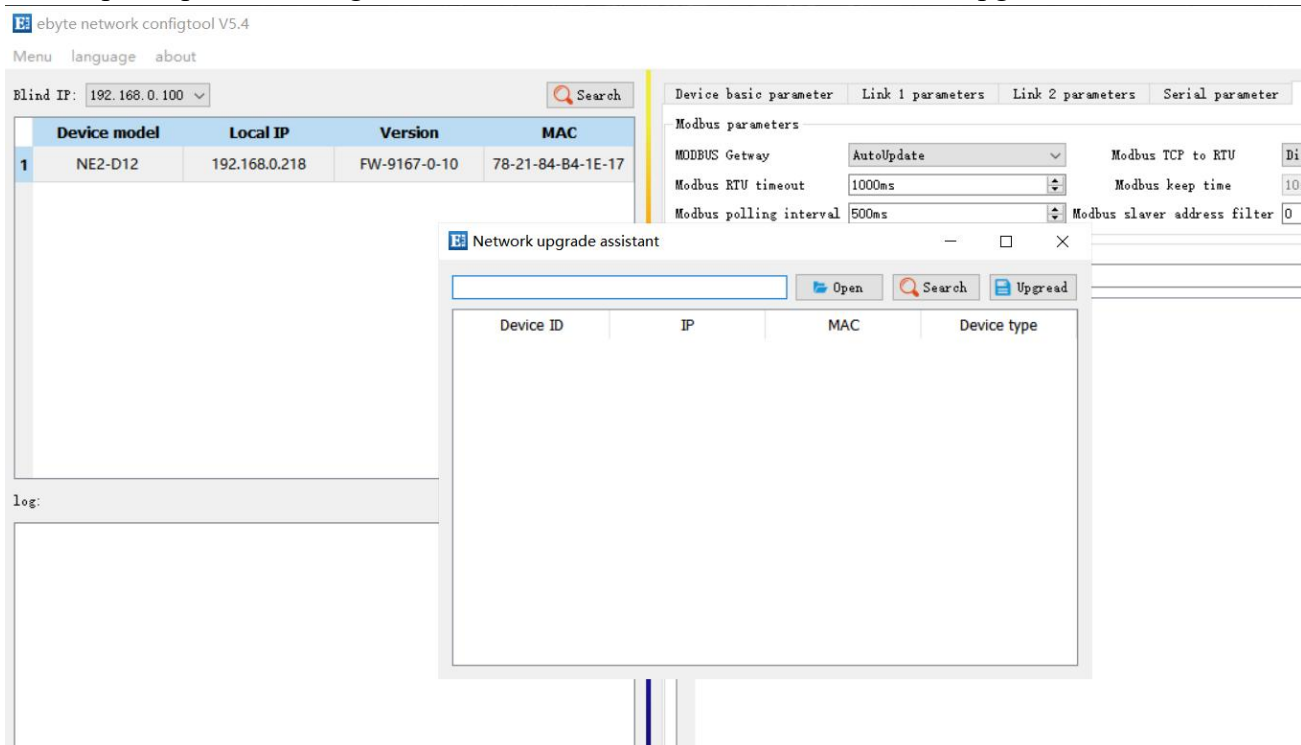 ebyte network configtool V5.4
Menu language about
Blind IP: 192.168.0.100 Search
Device model Local IP Version MAC
1 NE2-D12 192.168.0.218 FW-9167-0-10 78-21-84-B4-1E-17
log:
Device basic parameter Link 1 parameters Link 2 parameters Serial parameter
Modbus parameters
MODBUS Getway AutoUpdate Modbus TCP to RTU Di
Modbus RTU timeout 1000ms Modbus keep time 10
Modbus polling interval 500ms Modbus slaver address filter 0
Network upgrade assistant
Open Search Upgread
Device ID IP MAC Device type